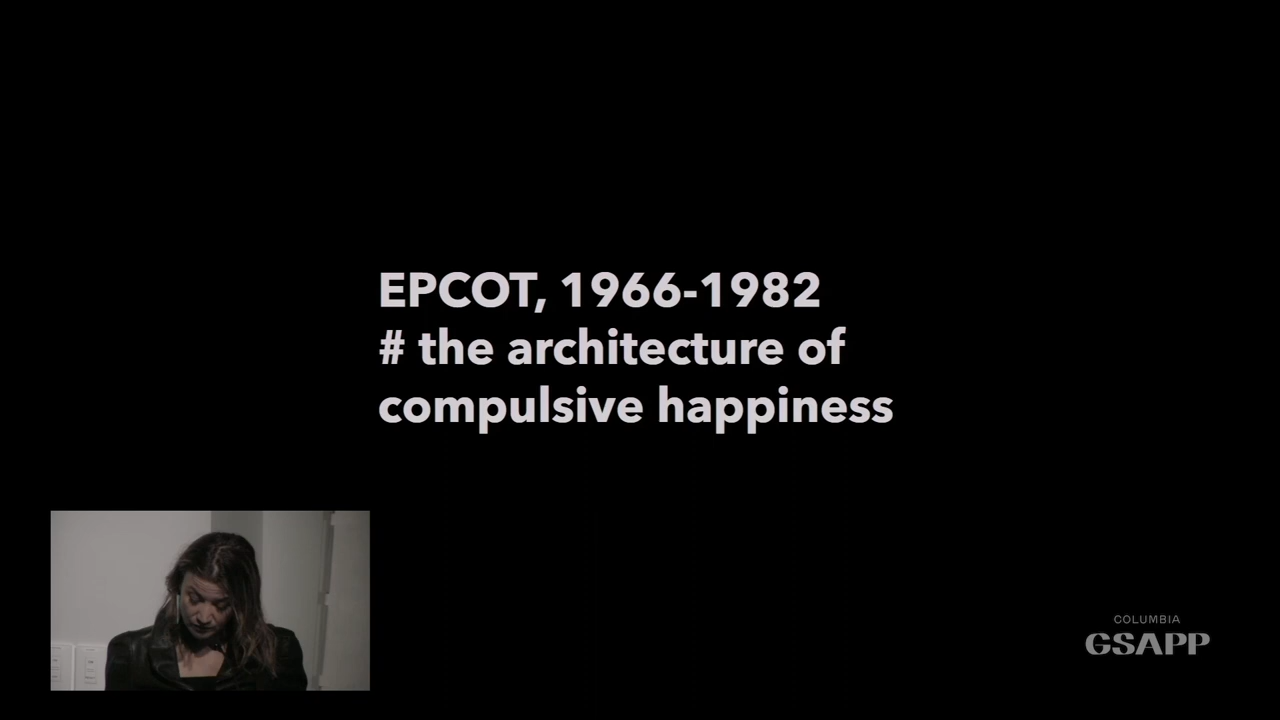 EPCOT, 1966-1982
# the architecture of
compulsive happiness
COLUMBIA
GSAPP